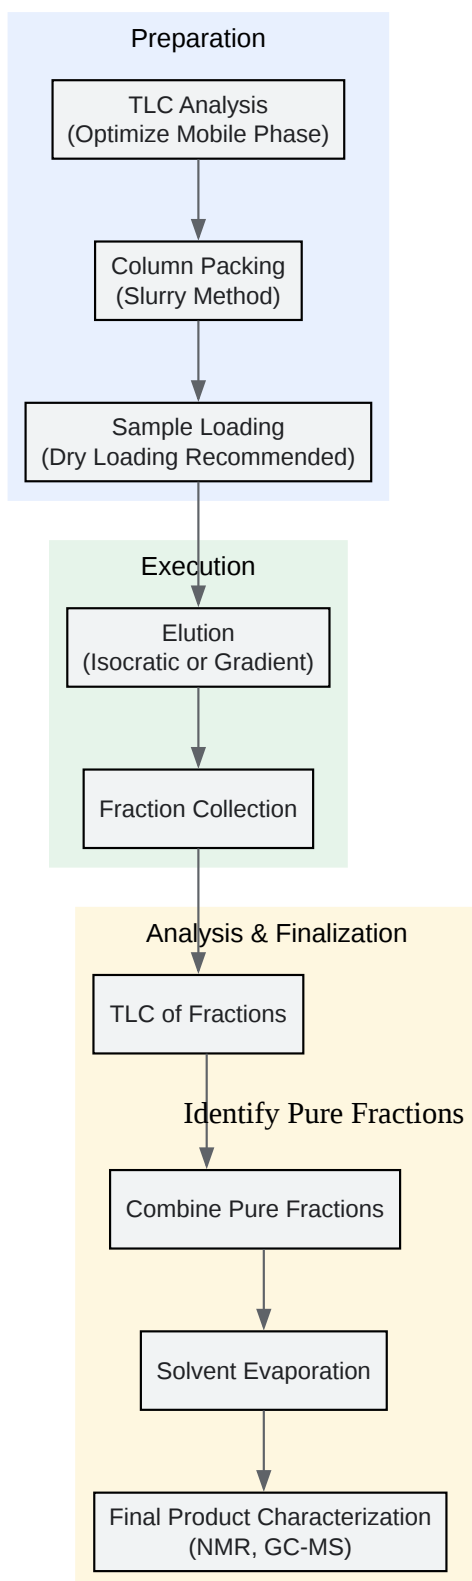 Preparation
TLC Analysis
(Optimize Mobile Phase)
Column Packing
(Slurry Method)
Sample Loading
(Dry Loading Recommended)
Execution
Elution
(Isocratic or Gradient)
Fraction Collection
Analysis & Finalization
TLC of Fractions
Identify Pure Fractions
Combine Pure Fractions
Solvent Evaporation
Final Product Characterization
(NMR, GC-MS)